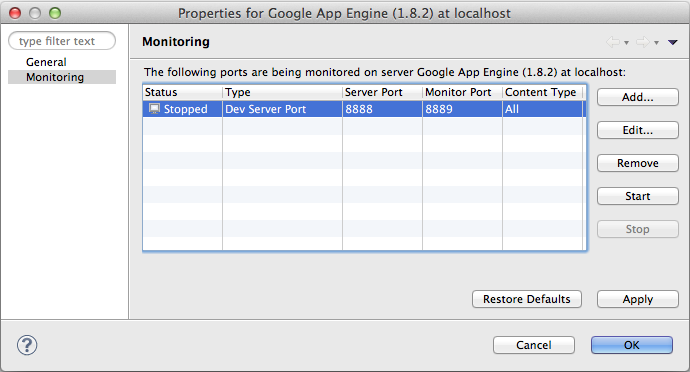 Properties for Google App Engine (1.8.2) at localhost
type filter text
General
Monitoring
Monitoring
The following ports are being monitored on server Google App Engine (1.8.2) at localhost:
Status Type Server Port Monitor Port Content Type
Stopped Dev Server Port 8888 8889 All
Add...
Edit...
Remove
Start
Stop
Restore Defaults Apply
? Cancel OK